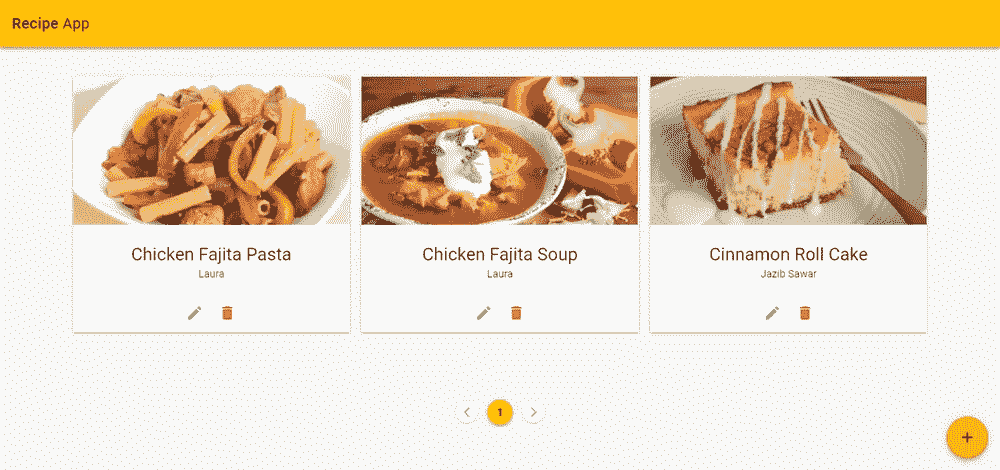 Recipe App
Chicken Fajita Pasta
Laura
Chicken Fajita Soup
Laura
Cinnamon Roll Cake
Jazib Sawar
1